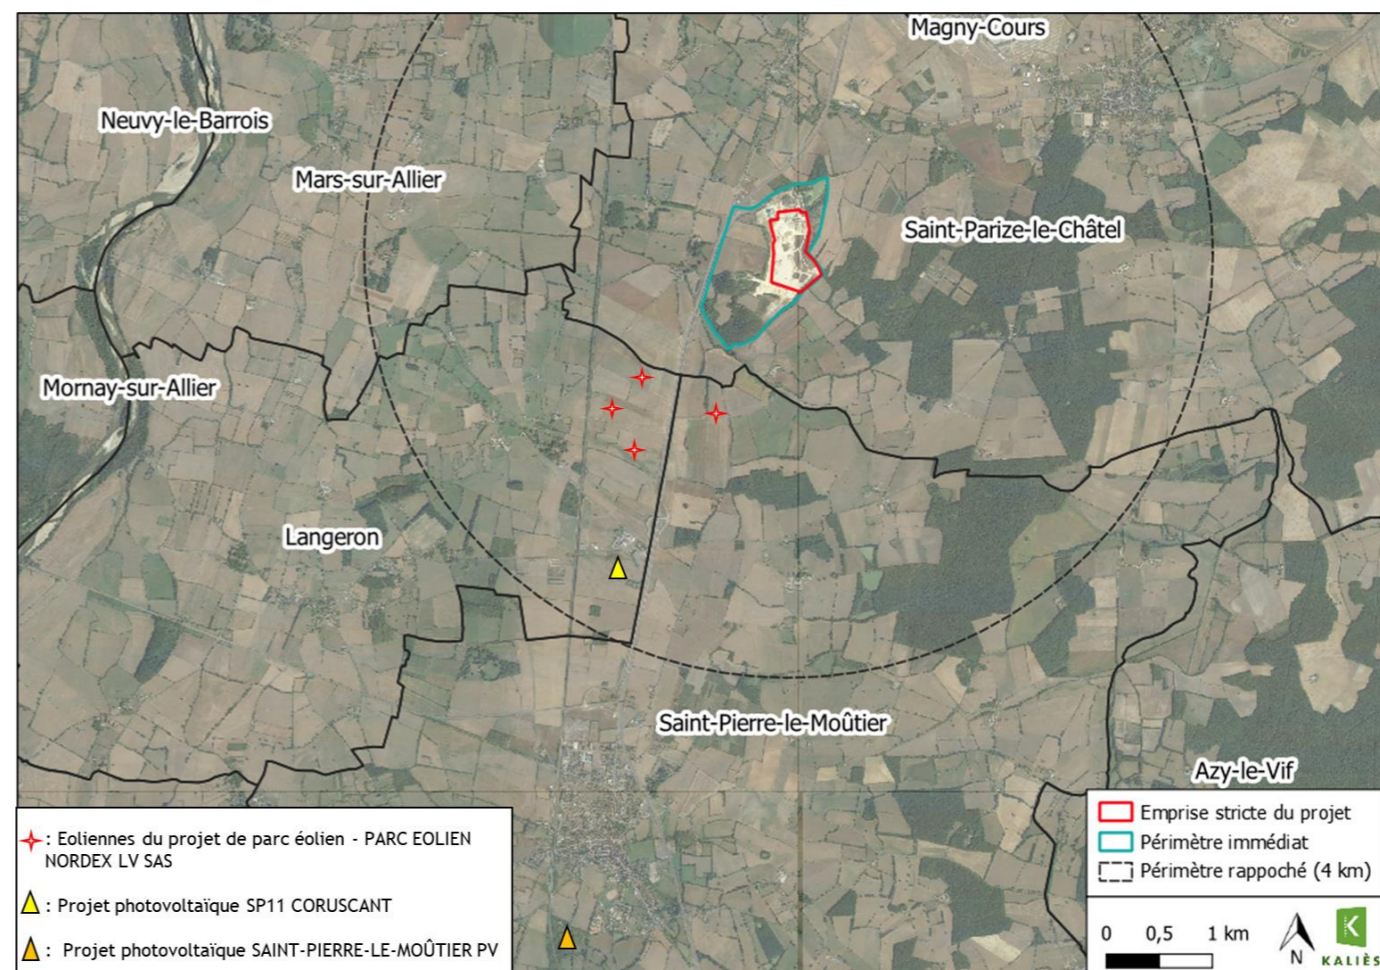 Magny-Cours
Neuvy-le-Barrois
Mars-sur-Allier
Saint-Parize-le-Châtel
Mornay-sur-Allier
Langeron
Saint-Pierre-le-Moûtier
Azy-le-Vif
: Eoliennes du projet de parc éolien - PARC EOLIEN
NORDEX LV SAS
: Projet photovoltaïque SP11 CORUSCANT
: Projet photovoltaïque SAINT-PIERRE-LE-MOÛTIER PV
Emprise stricte du projet
Périmètre immédiat
Périmètre rappoché (4 km)
0 0,5 1 km
N
K
KALIÈS